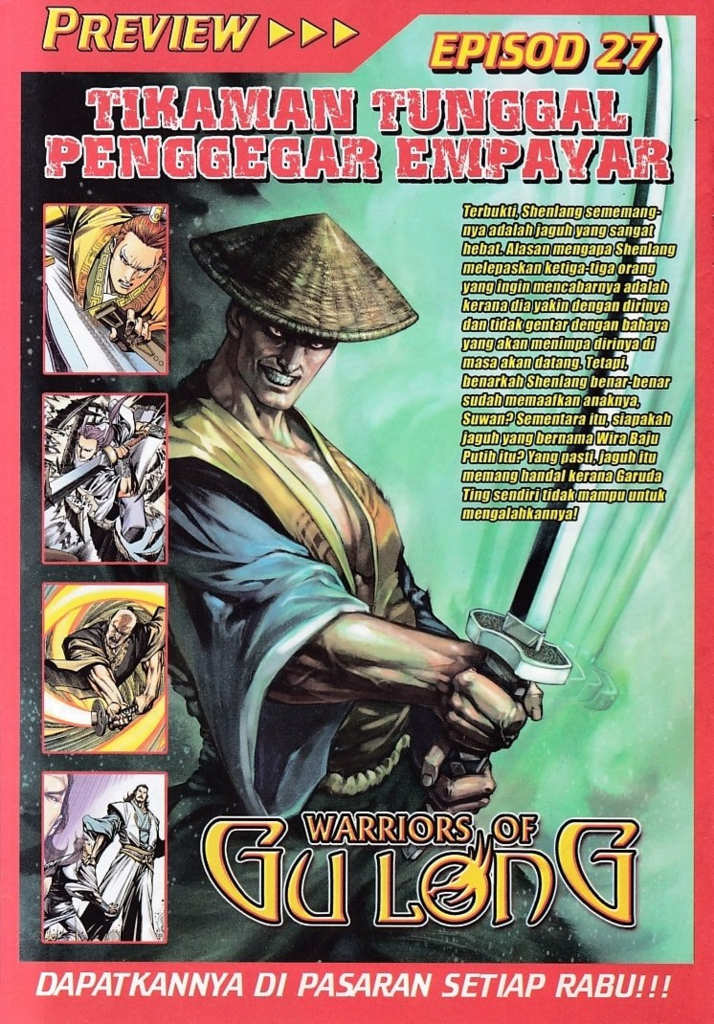 PREVIEW
EPISOD 27
TIKAMAN TUNGGAL
PENGGEGAR EMPAYAR
Terbukti, Shenlang sememang-
nya adalah jaguh yang sangat
hebat. Alasan mengapa Shenlang
melepaskan ketiga-tiga orang
yang ingin mencabarnya adalah
kerana dia yakin dengan dirinya
dan tidak gentar dengan bahaya
yang akan menimpa dirinya di
masa akan datang. Tetapi,
benarkah Shenlang benar-benar
sudah memaafkan anaknya,
Suwan? Sementara itu, siapakah
jaguh yang bernama Wira Baju
Putih itu? Yang pasti, jaguh itu
memang handal kerana Garuda
Ting sendiri tidak mampu untuk
mengalahkannya!
WARRIORS OF
GU LONG
DAPATKANNYA DI PASARAN SETIAP RABU!!!